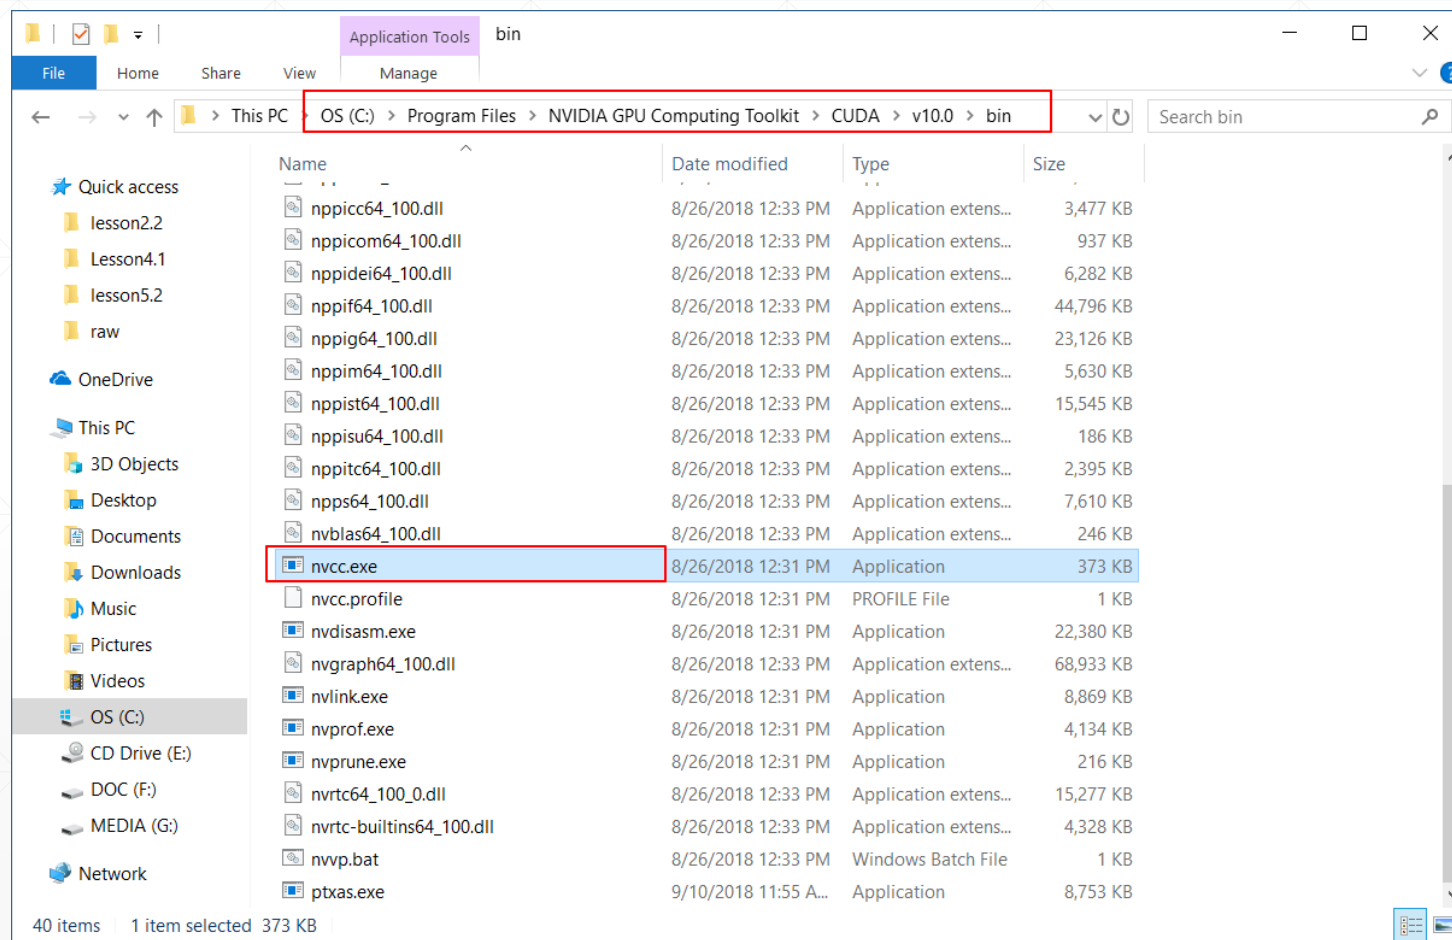 Application Tools bin
File Home Share View Manage
This PC OS (C:) Program Files NVIDIA GPU Computing Toolkit CUDA v10.0 bin Search bin
Name Date modified Type Size
Quick access
lesson2.2
Lesson4.1
lesson5.2
raw
OneDrive
This PC
3D Objects
Desktop
Documents
Downloads
Music
Pictures
Videos
OS (C:)
CD Drive (E:)
DOC (F:)
MEDIA (G:)
Network
nppicc64_100.dll 8/26/2018 12:33 PM Application extens... 3,477 KB
nppicom64_100.dll 8/26/2018 12:33 PM Application extens... 937 KB
nppidei64_100.dll 8/26/2018 12:33 PM Application extens... 6,282 KB
nppif64_100.dll 8/26/2018 12:33 PM Application extens... 44,796 KB
nppig64_100.dll 8/26/2018 12:33 PM Application extens... 23,126 KB
nppim64_100.dll 8/26/2018 12:33 PM Application extens... 5,630 KB
nppist64_100.dll 8/26/2018 12:33 PM Application extens... 15,545 KB
nppisu64_100.dll 8/26/2018 12:33 PM Application extens... 186 KB
nppitc64_100.dll 8/26/2018 12:33 PM Application extens... 2,395 KB
npps64_100.dll 8/26/2018 12:33 PM Application extens... 7,610 KB
nvblas64_100.dll 8/26/2018 12:33 PM Application extens... 246 KB
nvcc.exe 8/26/2018 12:31 PM Application 373 KB
nvcc.profile 8/26/2018 12:31 PM PROFILE File 1 KB
nvdisasm.exe 8/26/2018 12:31 PM Application 22,380 KB
nvgraph64_100.dll 8/26/2018 12:33 PM Application extens... 68,933 KB
nvlink.exe 8/26/2018 12:31 PM Application 8,869 KB
nvprof.exe 8/26/2018 12:31 PM Application 4,134 KB
nvprune.exe 8/26/2018 12:31 PM Application 216 KB
nvrtc64_100_0.dll 8/26/2018 12:33 PM Application extens... 15,277 KB
nvrtc-builtins64_100.dll 8/26/2018 12:33 PM Application extens... 4,328 KB
nvvp.bat 8/26/2018 12:33 PM Windows Batch File 1 KB
ptxas.exe 9/10/2018 11:55 A... Application 8,753 KB
40 items 1 item selected 373 KB